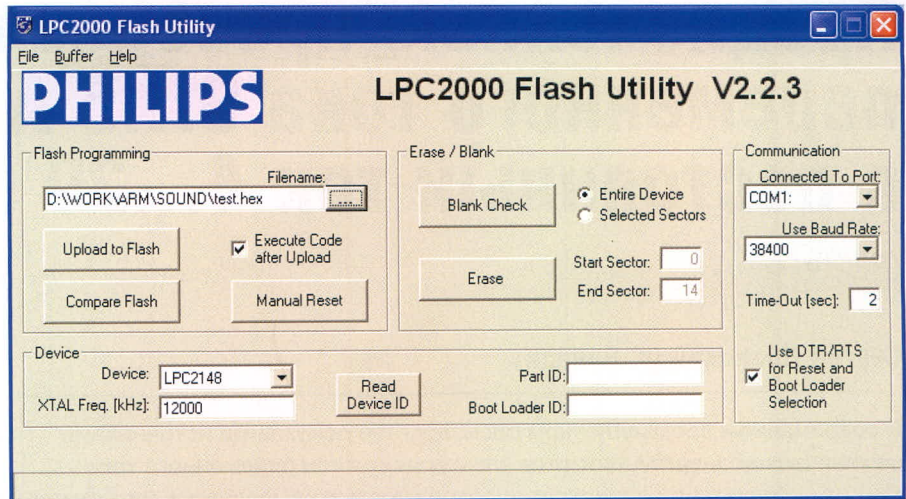 LPC2000 Flash Utility
File Buffer Help
PHILIPS
LPC2000 Flash Utility V2.2.3
Flash Programming
Filename:
D:\WORK\ARM\SOUND\test.hex
...
Upload to Flash
Execute Code
after Upload
Compare Flash
Manual Reset
Erase / Blank
Blank Check
Entire Device
Selected Sectors
Erase
Start Sector: 0
End Sector: 14
Communication
Connected To Port:
COM1:
Use Baud Rate:
38400
Time-Out [sec]: 2
Use DTR/RTS
for Reset and
Boot Loader
Selection
Device
Device: LPC2148
XTAL Freq. [kHz]: 12000
Read
Device ID
Part ID:
Boot Loader ID: